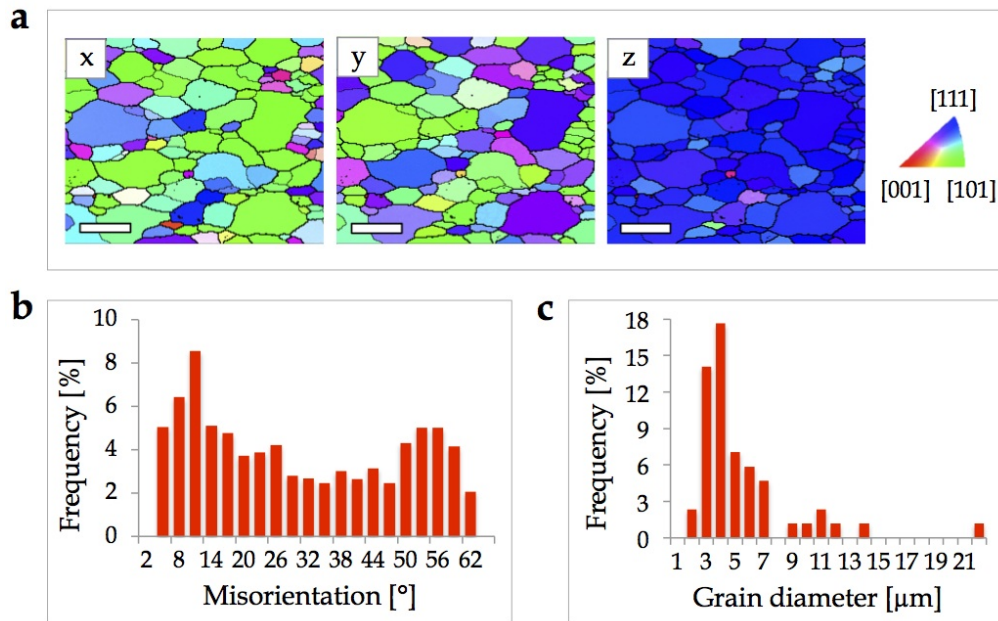 a
x
y
z
[111]
[001] [101]
b
10
8
6
4
2
0
Frequency [%]
2 8 14 20 26 32 38 44 50 56 62
Misorientation [°]
c
18
15
12
9
6
3
0
Frequency [%]
1 3 5 7 9 11 13 15 17 19 21
Grain diameter [μm]